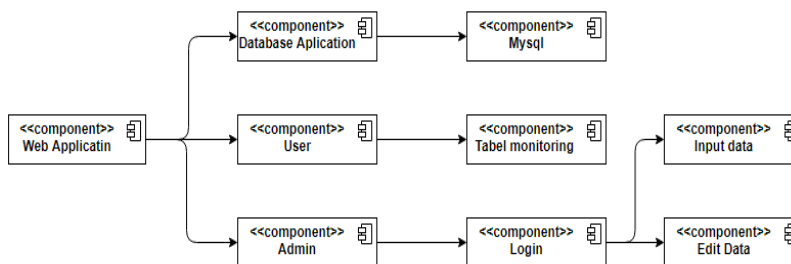 <<component>>
Database Aplication
<<component>>
Mysql
<<component>>
Web Applicatin
<<component>>
User
<<component>>
Tabel monitoring
<<component>>
Input data
<<component>>
Admin
<<component>>
Login
<<component>>
Edit Data